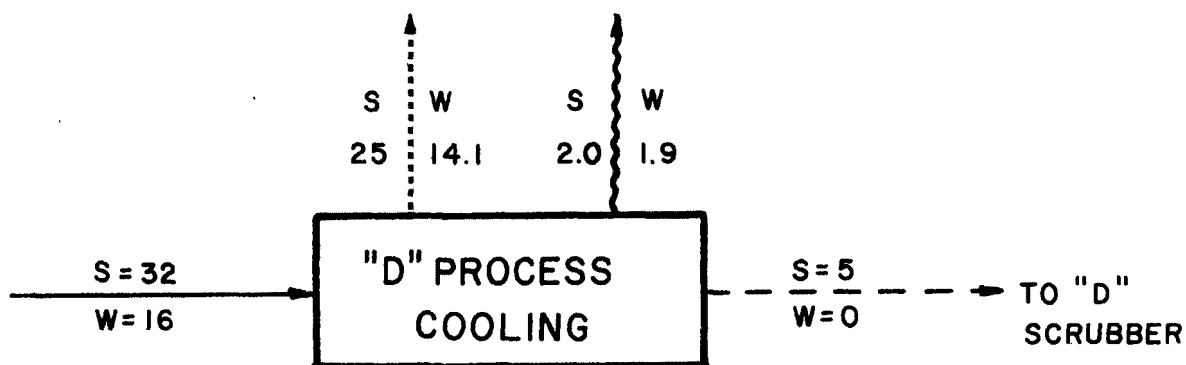 S W S W
25 14.1 2.0 1.9
S = 32
W = 16
"D" PROCESS
COOLING
S = 5
W = 0
TO "D"
SCRUBBER